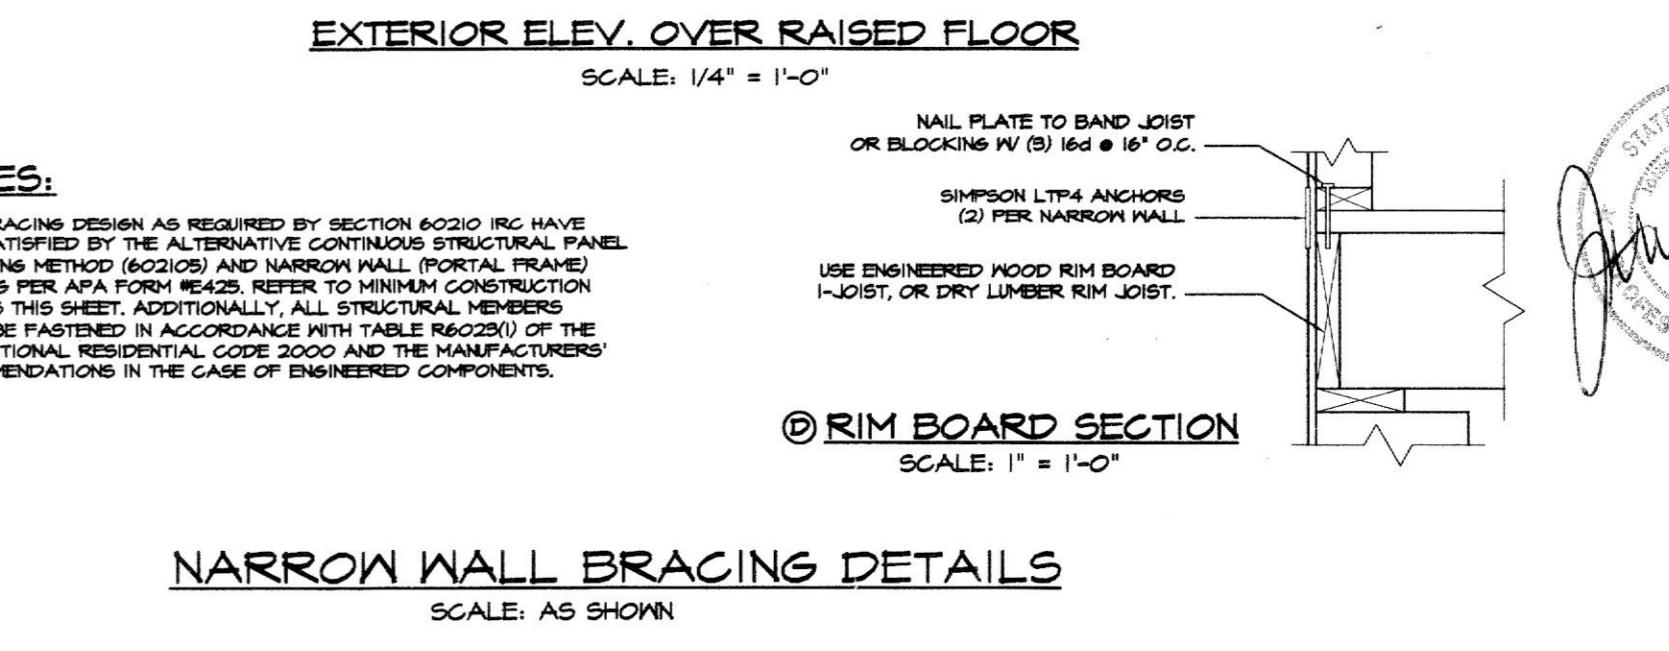 EXTERIOR ELEV. OVER RAISED FLOOR
SCALE: 1/4" = 1'-0"
NAIL PLATE TO BAND JOIST
OR BLOCKING W/ (3) 16d @ 16" O.C.
SIMPSON LTP4 ANCHORS
(2) PER NARROW WALL
USE ENGINEERED WOOD RIM BOARD
I-JOIST, OR DRY LUMBER RIM JOIST.
ES:
RACING DESIGN AS REQUIRED BY SECTION 60210 IRC HAVE
ATISFIED BY THE ALTERNATIVE CONTINUOUS STRUCTURAL PANEL
NG METHOD (602105) AND NARROW WALL (PORTAL FRAME)
S PER APA FORM #E425. REFER TO MINIMUM CONSTRUCTION
S THIS SHEET. ADDITIONALLY, ALL STRUCTURAL MEMBERS
BE FASTENED IN ACCORDANCE WITH TABLE R6023(1) OF THE
TIONAL RESIDENTIAL CODE 2000 AND THE MANUFACTURERS'
MENDATIONS IN THE CASE OF ENGINEERED COMPONENTS.
D RIM BOARD SECTION
SCALE: 1" = 1'-0"
NARROW WALL BRACING DETAILS
SCALE: AS SHOWN
STATE